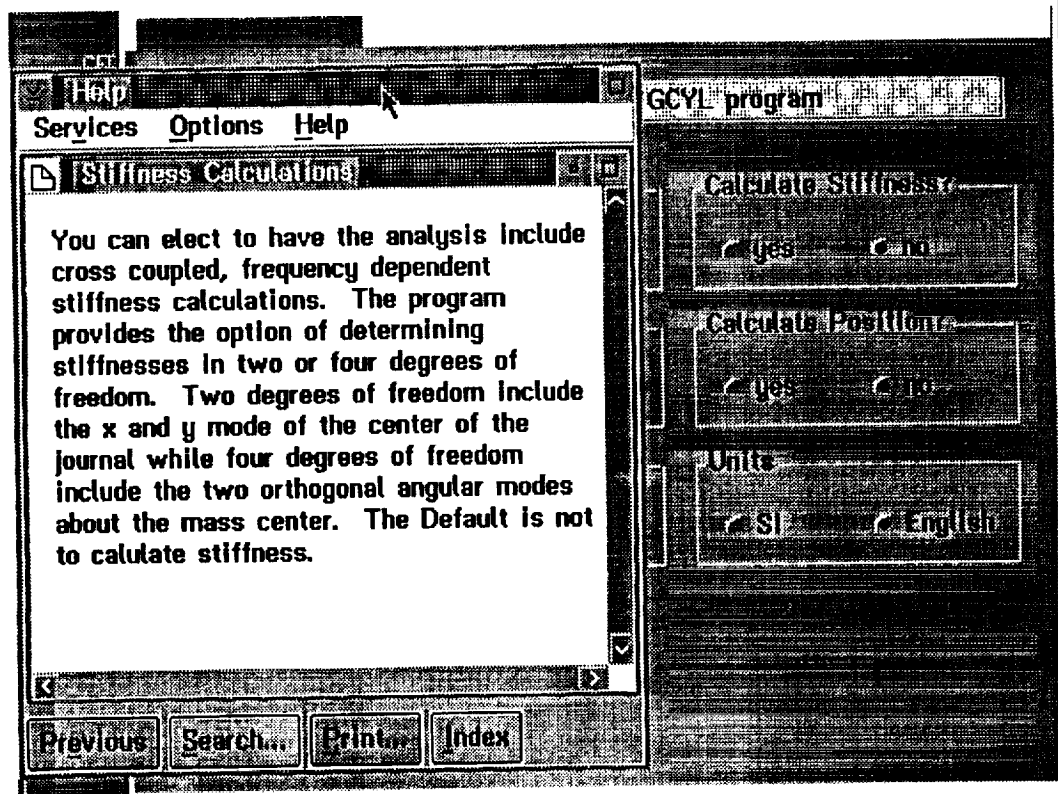 Help
GCYL program
Services Options Help
Stiffness Calculations
You can elect to have the analysis include
cross coupled, frequency dependent
stiffness calculations. The program
provides the option of determining
stiffnesses in two or four degrees of
freedom. Two degrees of freedom include
the x and y mode of the center of the
journal while four degrees of freedom
include the two orthogonal angular modes
about the mass center. The Default is not
to calulate stiffness.
Previous Search... Print... Index
Calculate Stiffness?
yes no
Calculate Position?
yes no
Units
SI English